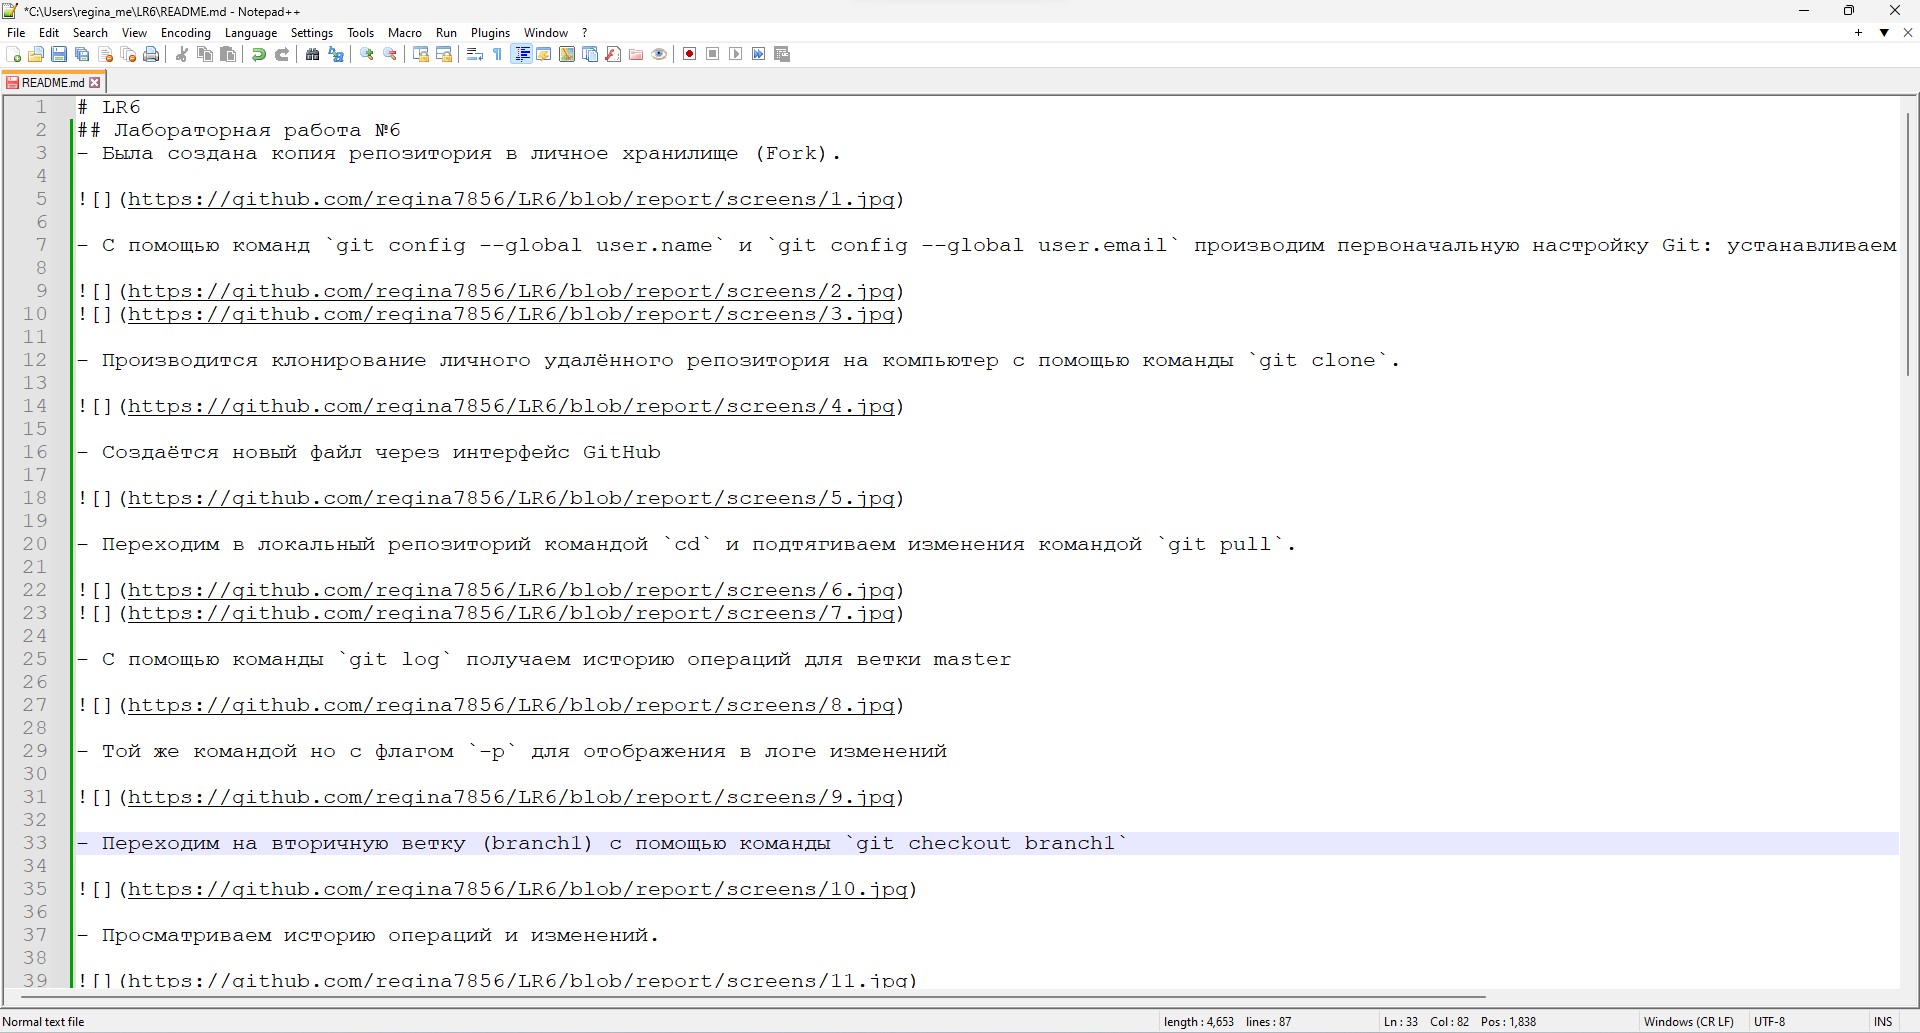 *C:\Users\regina_me\LR6\README.md - Notepad++
File Edit Search View Encoding Language Settings Tools Macro Run Plugins Window ?
README.md
1 # LR6
2 ## Лабораторная работа №6
3 - Была создана копия репозитория в личное хранилище (Fork).
4
5 ![](https://github.com/regina7856/LR6/blob/report/screens/1.jpg)
6
7 - С помощью команд `git config --global user.name` и `git config --global user.email` производим первоначальную настройку Git: устанавливаем
8
9 ![](https://github.com/regina7856/LR6/blob/report/screens/2.jpg)
10 ![](https://github.com/regina7856/LR6/blob/report/screens/3.jpg)
11
12 - Производится клонирование личного удалённого репозитория на компьютер с помощью команды `git clone`.
13
14 ![](https://github.com/regina7856/LR6/blob/report/screens/4.jpg)
15
16 - Создаётся новый файл через интерфейс GitHub
17
18 ![](https://github.com/regina7856/LR6/blob/report/screens/5.jpg)
19
20 - Переходим в локальный репозиторий командой `cd` и подтягиваем изменения командой `git pull`.
21
22 ![](https://github.com/regina7856/LR6/blob/report/screens/6.jpg)
23 ![](https://github.com/regina7856/LR6/blob/report/screens/7.jpg)
24
25 - С помощью команды `git log` получаем историю операций для ветки master
26
27 ![](https://github.com/regina7856/LR6/blob/report/screens/8.jpg)
28
29 - Той же командой но с флагом `-p` для отображения в логе изменений
30
31 ![](https://github.com/regina7856/LR6/blob/report/screens/9.jpg)
32
33 - Переходим на вторичную ветку (branch1) с помощью команды `git checkout branch1`
34
35 ![](https://github.com/regina7856/LR6/blob/report/screens/10.jpg)
36
37 - Просматриваем историю операций и изменений.
38
39 ![](https://github.com/regina7856/LR6/blob/report/screens/11.jpg)
Normal text file length : 4,653 lines : 87 Ln : 33 Col : 82 Pos : 1,838 Windows (CR LF) UTF-8 INS